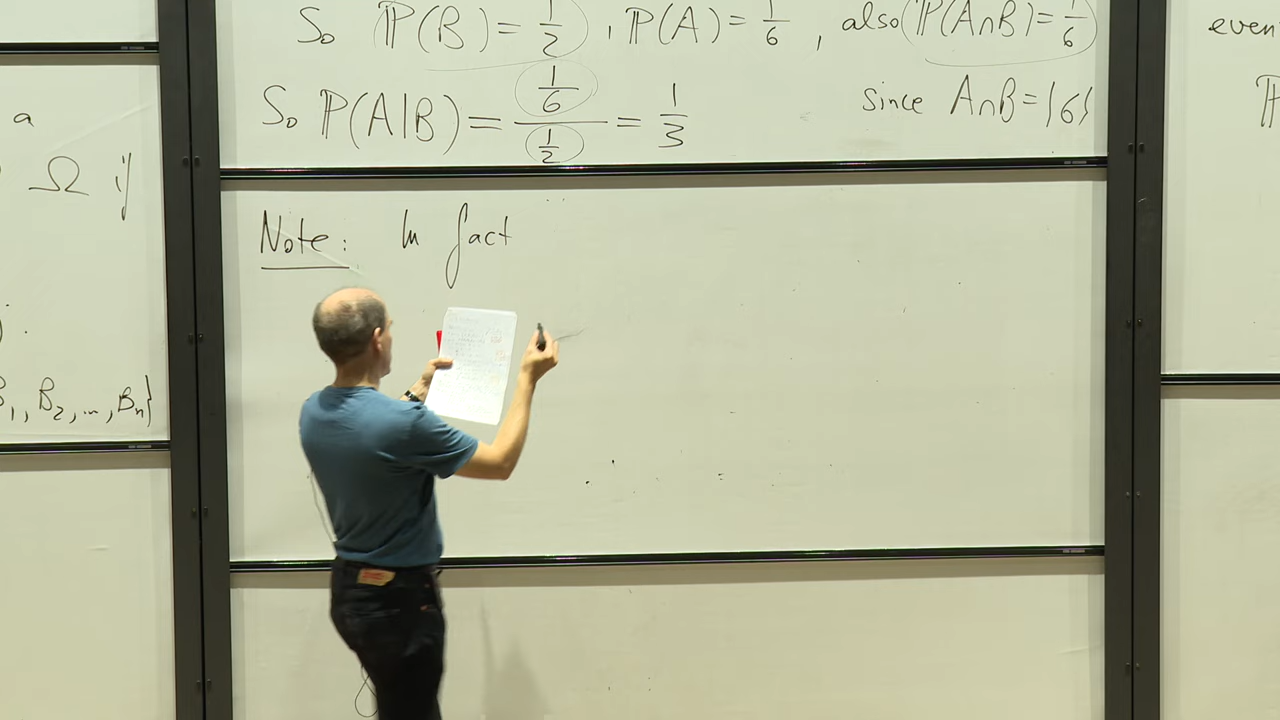 a
Ω if
B₁, B₂, ..., Bₙ}
So ℙ(B) = 1/2, ℙ(A) = 1/6, also ℙ(A∩B) = 1/6
So ℙ(A|B) = (1/6)/(1/2) = 1/3 since A∩B = {6}
Note: In fact
even
ℙ